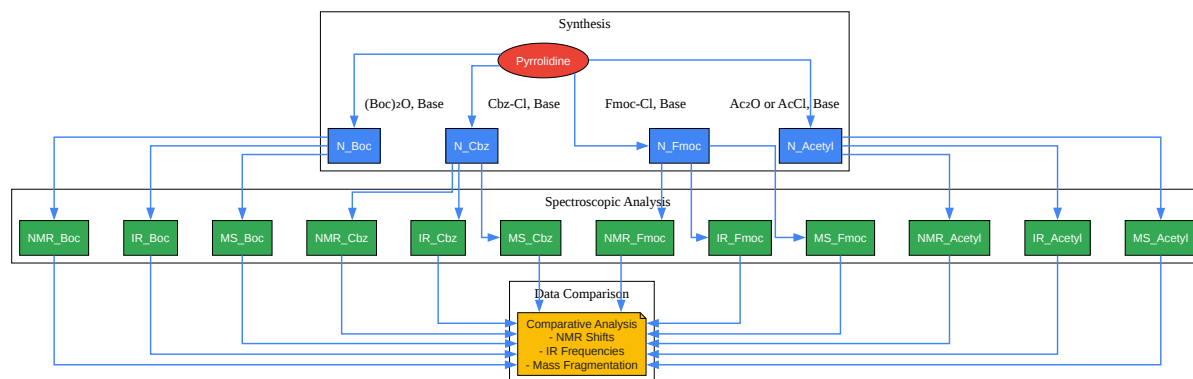 Synthesis
Pyrrolidine
(Boc)₂O, Base
Cbz-Cl, Base
Fmoc-Cl, Base
Ac₂O or AcCl, Base
N_Boc
N_Cbz
N_Fmoc
N_Acetyl
Spectroscopic Analysis
NMR_Boc
IR_Boc
MS_Boc
NMR_Cbz
IR_Cbz
MS_Cbz
NMR_Fmoc
IR_Fmoc
MS_Fmoc
NMR_Acetyl
IR_Acetyl
MS_Acetyl
Data Comparison
Comparative Analysis
- NMR Shifts
- IR Frequencies
- Mass Fragmentation